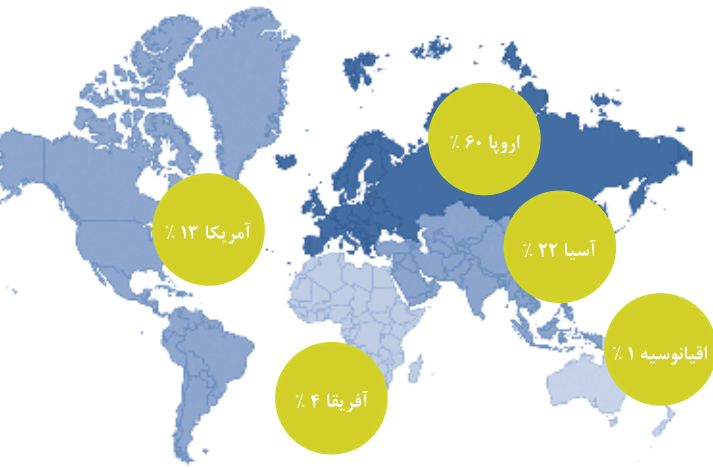 اروپا ۶۰ ٪
آمریکا ۱۳ ٪
آسیا ۲۲ ٪
اقیانوسیه ۱ ٪
آفریقا ۴ ٪